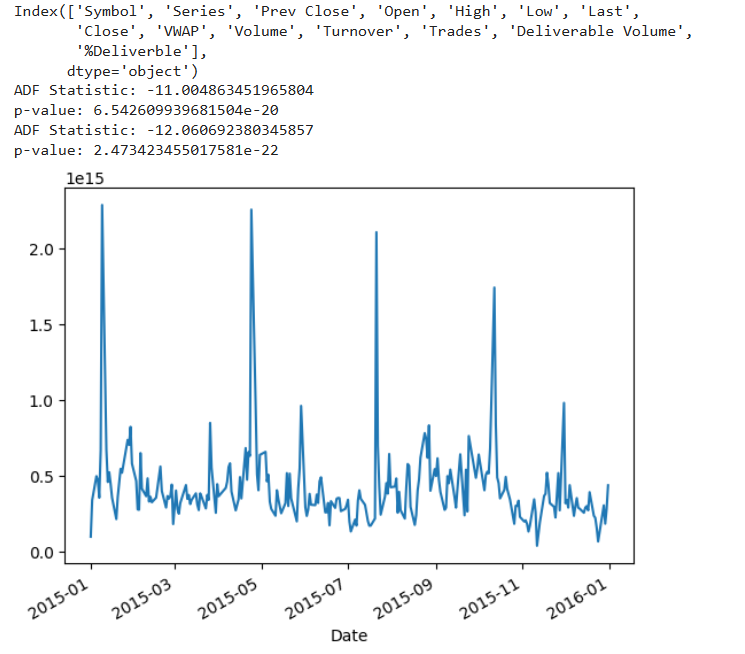 Index(['Symbol', 'Series', 'Prev Close', 'Open', 'High', 'Low', 'Last',
'Close', 'VWAP', 'Volume', 'Turnover', 'Trades', 'Deliverable Volume',
'%Deliverble'],
dtype='object')
ADF Statistic: -11.004863451965804
p-value: 6.542609939681504e-20
ADF Statistic: -12.060692380345857
p-value: 2.473423455017581e-22
1e15
2.0
1.5
1.0
0.5
0.0
2015-01
2015-03
2015-05
2015-07
2015-09
2015-11
2016-01
Date